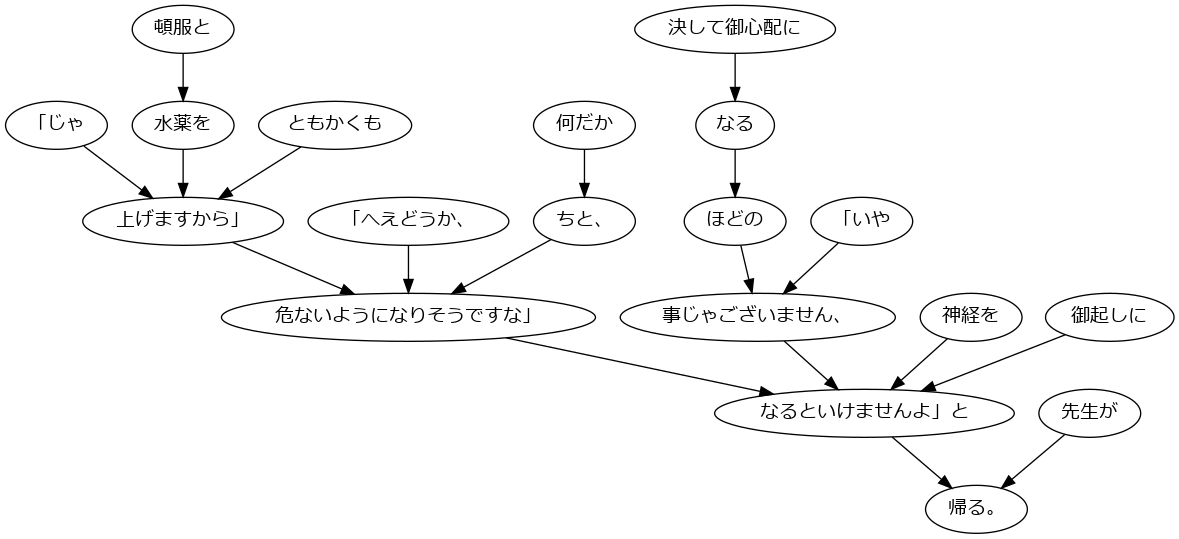 頓服と
決して御心配に
「じゃ
水薬を
ともかくも
何だか
なる
上げますから」
「へえどうか、
ちと、
ほどの
「いや
危ないようになりそうですな」
事じゃございません、
神経を
御起しに
なるといけませんよ」と
先生が
帰る。